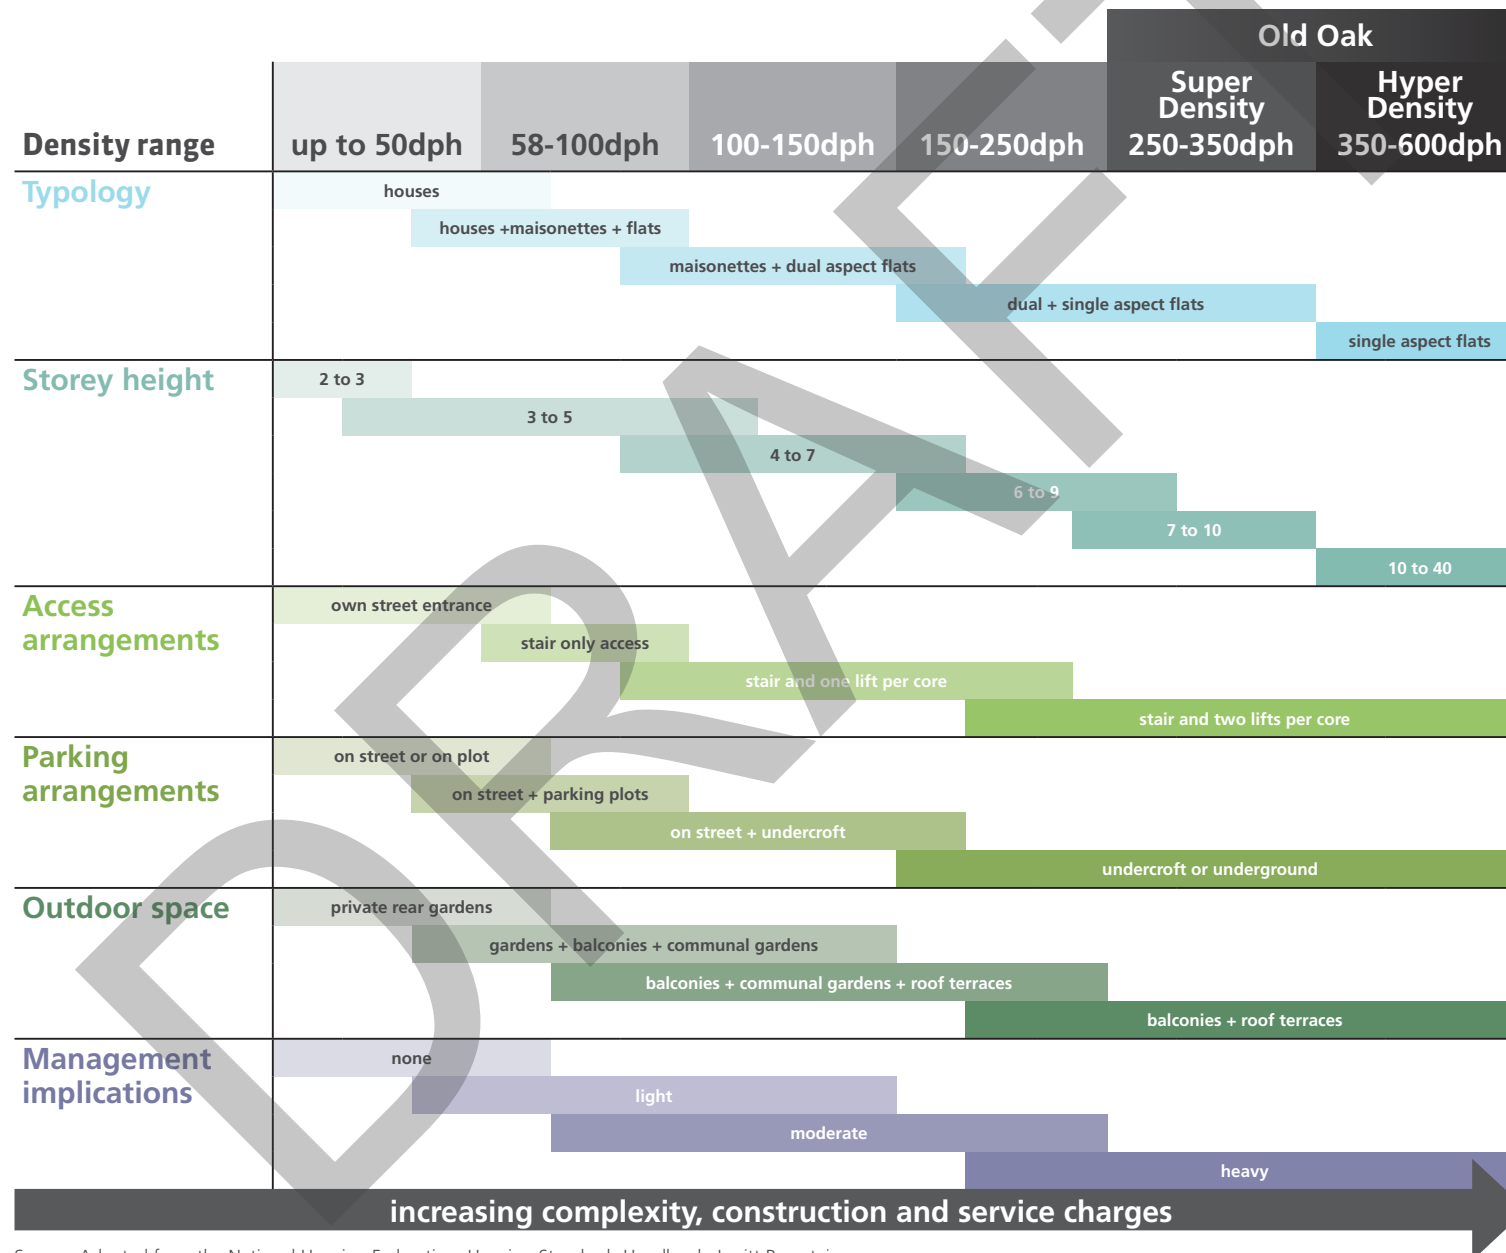 Old Oak
Super
Density
Hyper
Density
Density range
up to 50dph
58-100dph
100-150dph
150-250dph
250-350dph
350-600dph
Typology
houses
houses +maisonettes + flats
maisonettes + dual aspect flats
dual + single aspect flats
single aspect flats
Storey height
2 to 3
3 to 5
4 to 7
6 to 9
7 to 10
10 to 40
Access
arrangements
own street entrance
stair only access
stair and one lift per core
stair and two lifts per core
Parking
arrangements
on street or on plot
on street + parking plots
on street + undercroft
undercroft or underground
Outdoor space
private rear gardens
gardens + balconies + communal gardens
balconies + communal gardens + roof terraces
balconies + roof terraces
Management
implications
none
light
moderate
heavy
increasing complexity, construction and service charges
DRAFT